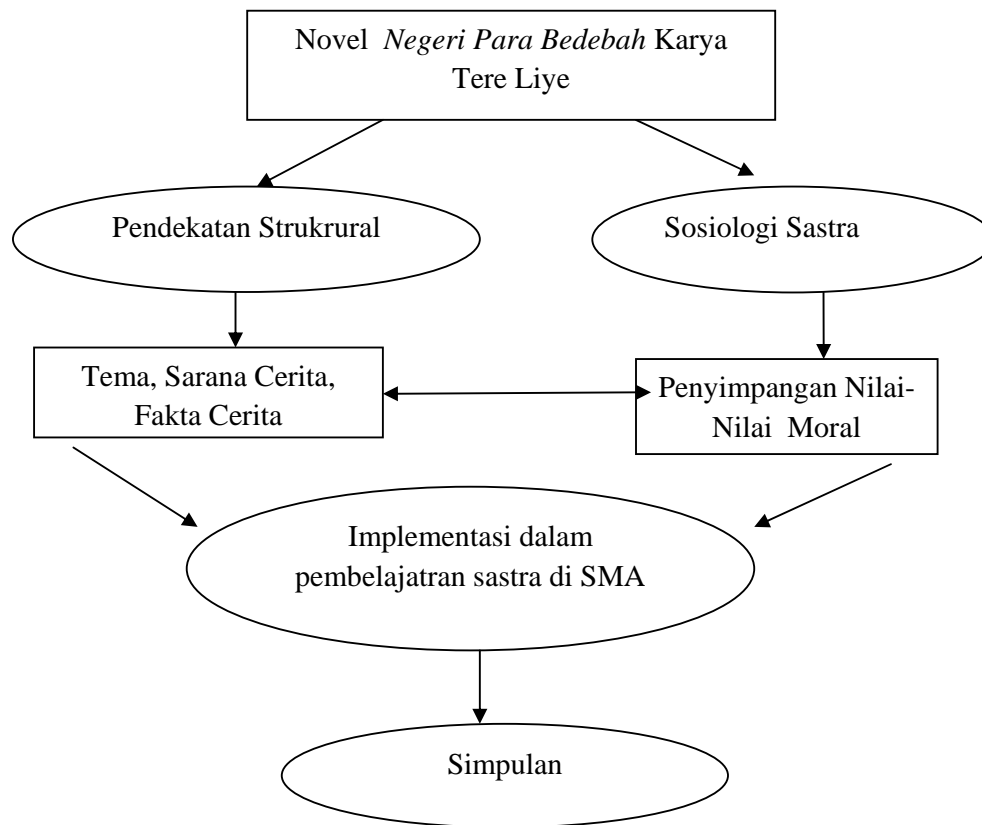 Novel Negeri Para Bedebah Karya
Tere Liye
Pendekatan Strukrural
Sosiologi Sastra
Tema, Sarana Cerita,
Fakta Cerita
Penyimpangan Nilai-
Nilai Moral
Implementasi dalam
pembelajatran sastra di SMA
Simpulan